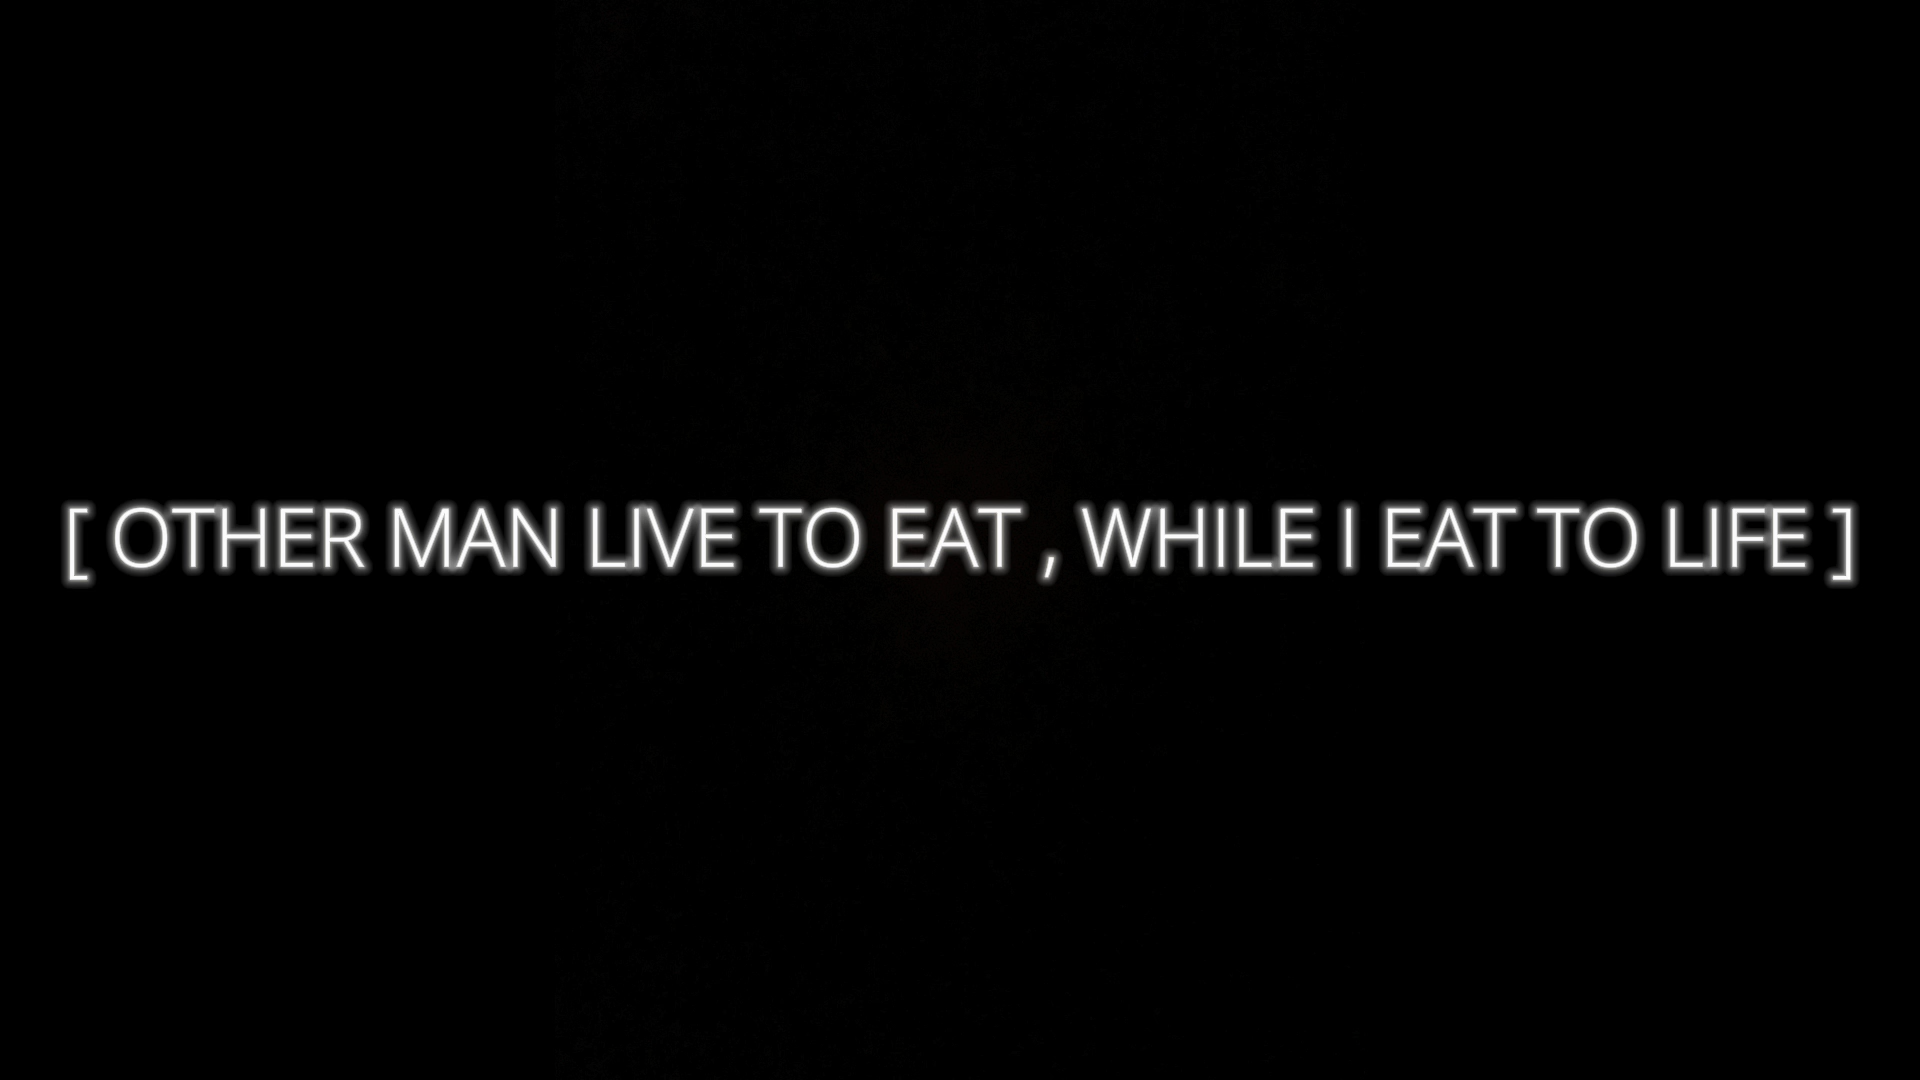 [ OTHER MAN LIVE TO EAT , WHILE I EAT TO LIFE ]